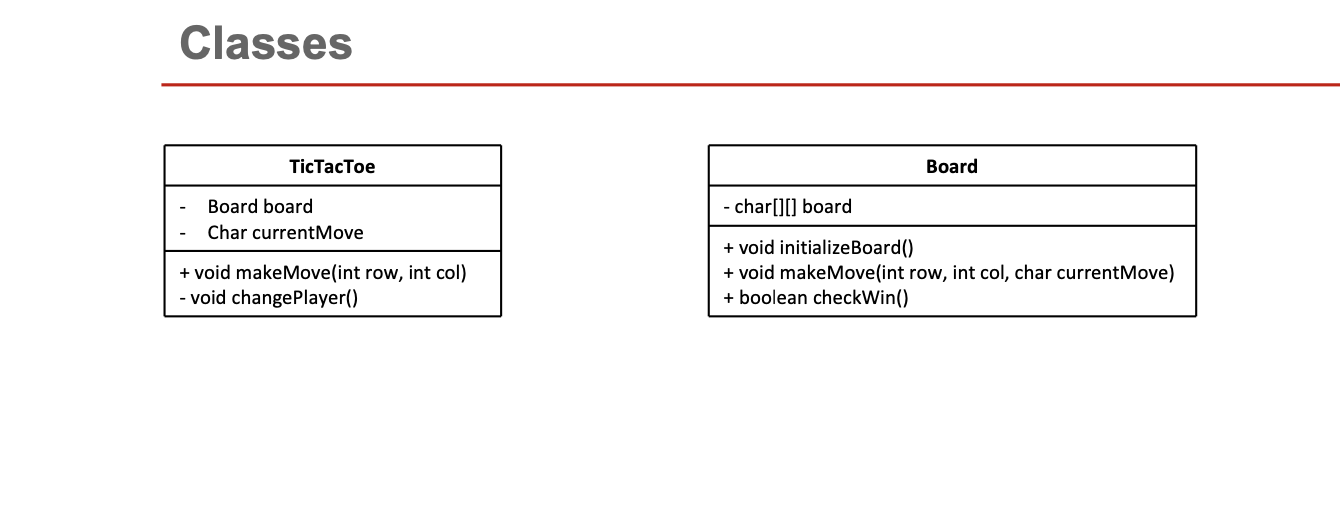 Classes
TicTacToe
- Board board
- Char currentMove
+ void makeMove(int row, int col)
- void changePlayer()
Board
- char[][] board
+ void initializeBoard()
+ void makeMove(int row, int col, char currentMove)
+ boolean checkWin()